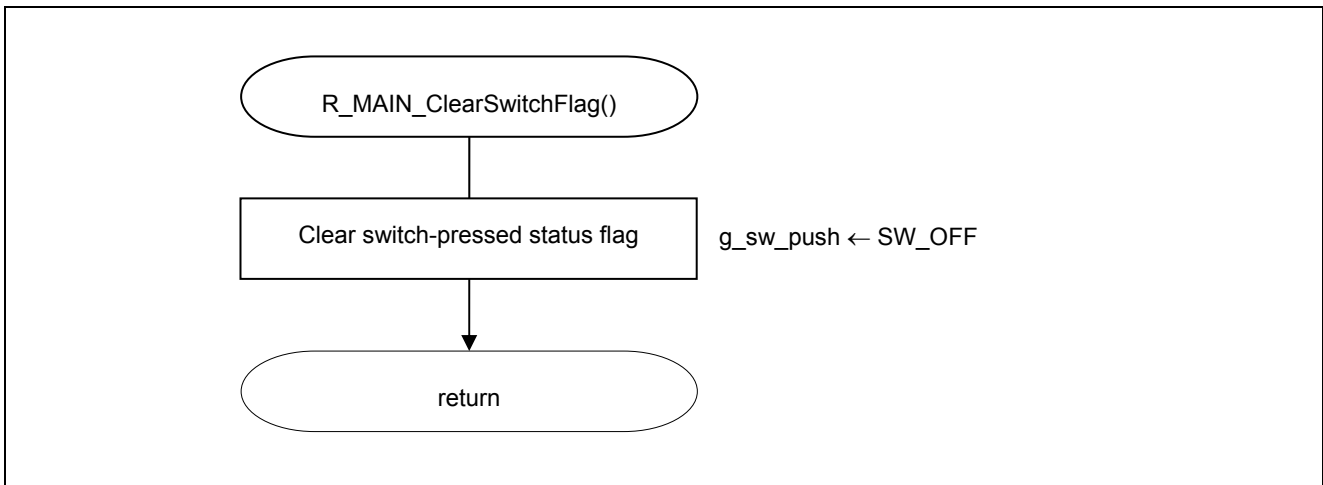 R_MAIN_ClearSwitchFlag()
Clear switch-pressed status flag
g_sw_push ← SW_OFF
return